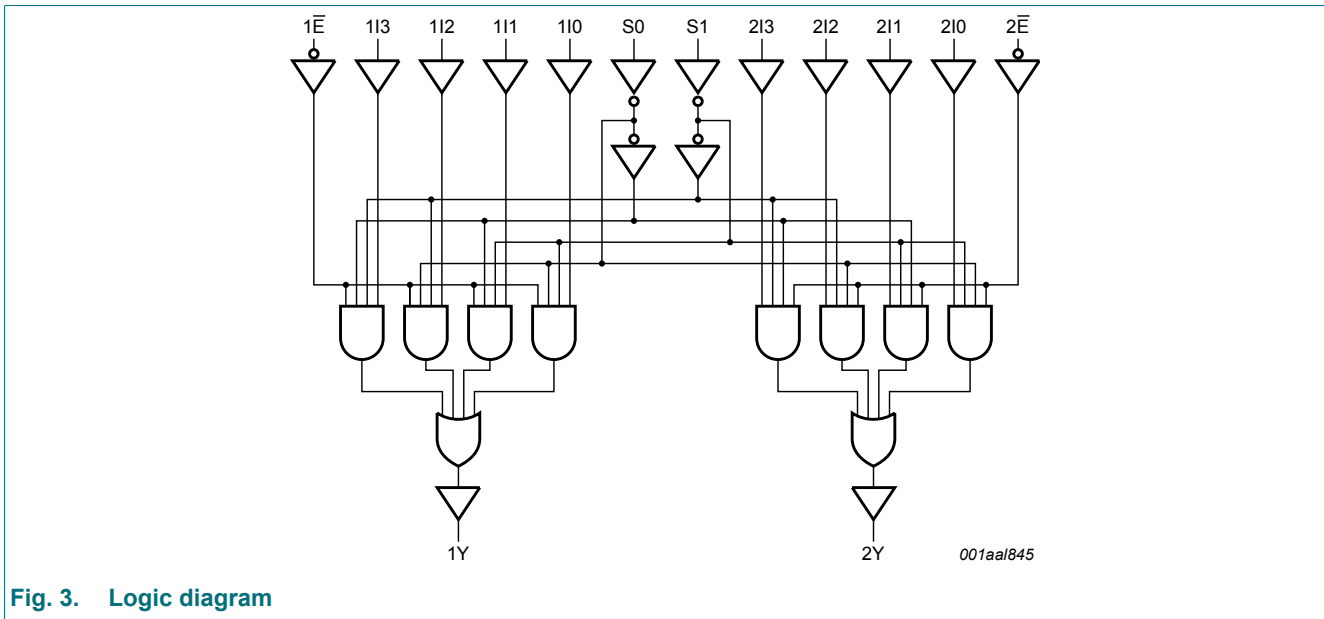 1E̅ 1I3 1I2 1I1 1I0 S0 S1 2I3 2I2 2I1 2I0 2E̅
1Y 2Y 001aal845
Fig. 3. Logic diagram